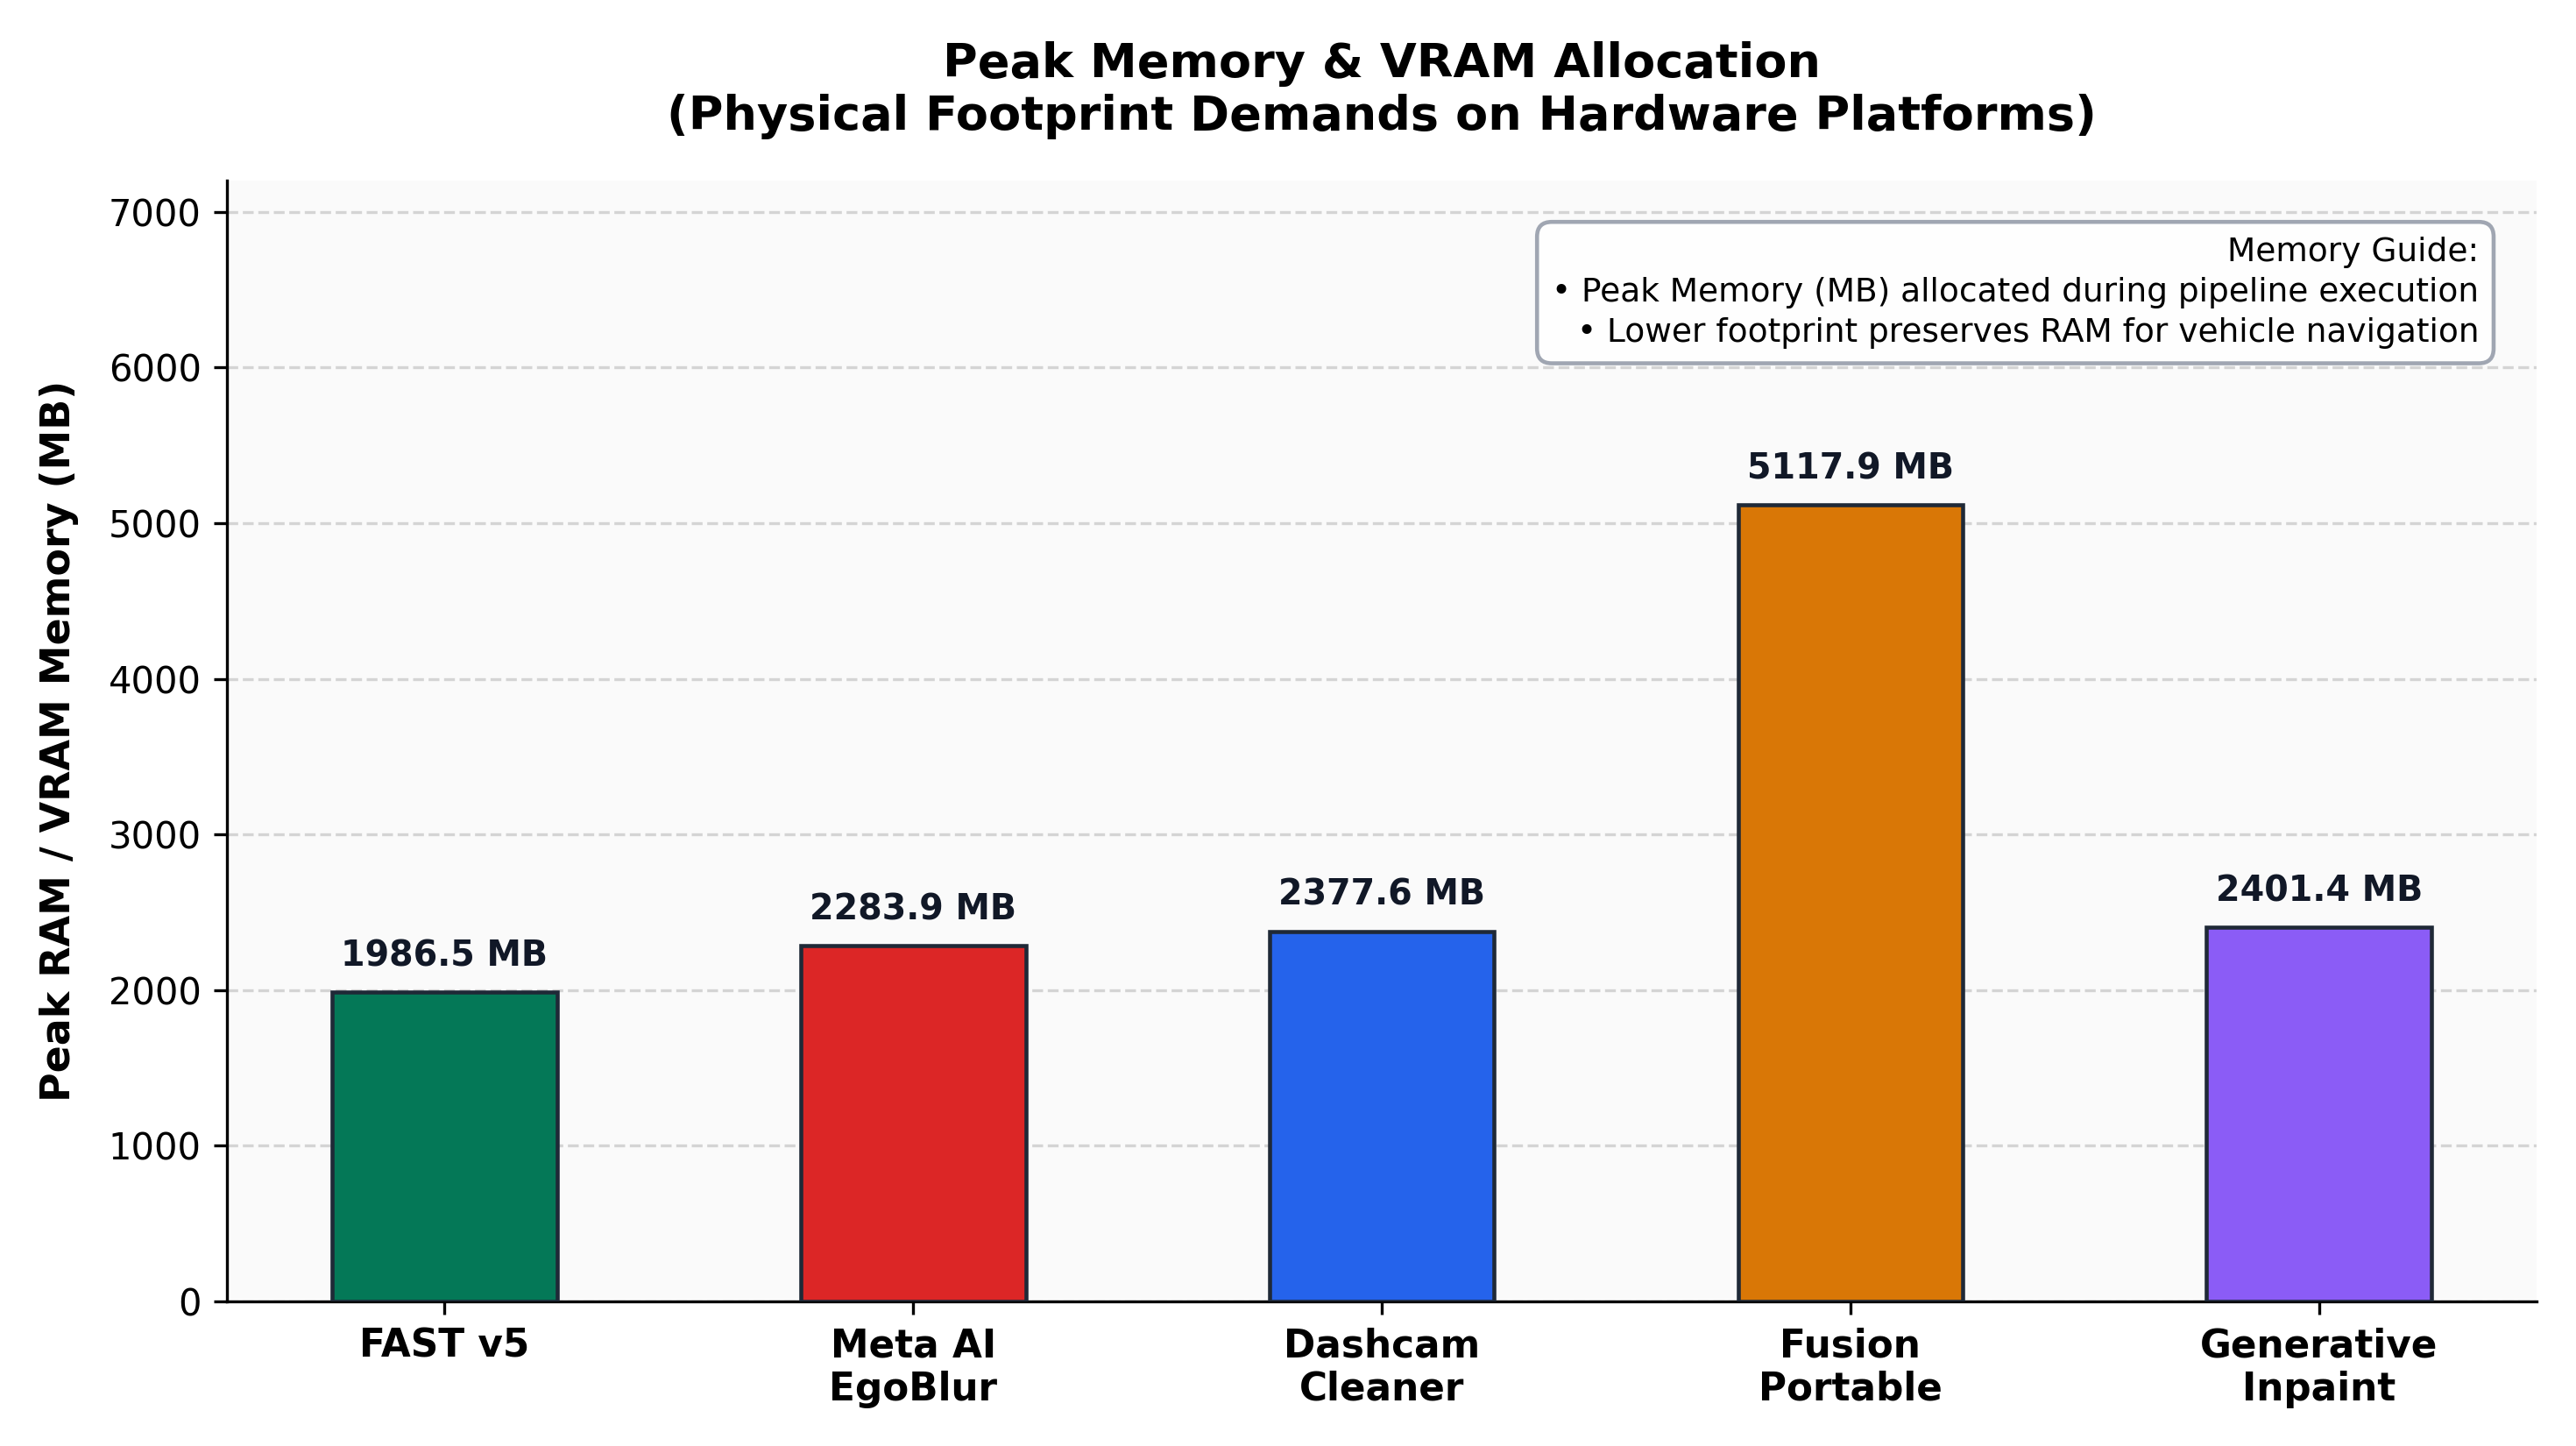 Peak Memory & VRAM Allocation
(Physical Footprint Demands on Hardware Platforms)
Peak RAM / VRAM Memory (MB)
7000
6000
5000
4000
3000
2000
1000
0
Memory Guide:
• Peak Memory (MB) allocated during pipeline execution
• Lower footprint preserves RAM for vehicle navigation
1986.5 MB
2283.9 MB
2377.6 MB
5117.9 MB
2401.4 MB
FAST v5
Meta AI
EgoBlur
Dashcam
Cleaner
Fusion
Portable
Generative
Inpaint